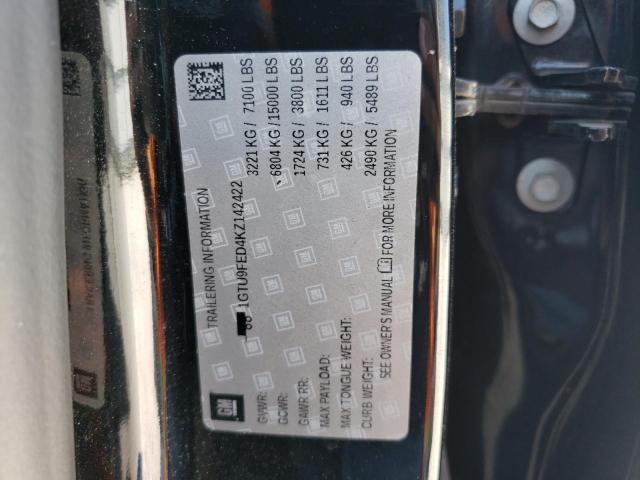 TRAILERING INFORMATION
1GTU9FED4KZ142422
GM
GVWR: 3221 KG / 7100 LBS
GCWR: 6804 KG / 15000 LBS
GAWR RR: 1724 KG / 3800 LBS
MAX PAYLOAD: 731 KG / 1611 LBS
MAX TONGUE WEIGHT: 426 KG / 940 LBS
CURB WEIGHT: 2490 KG / 5489 LBS
SEE OWNER'S MANUAL FOR MORE INFORMATION